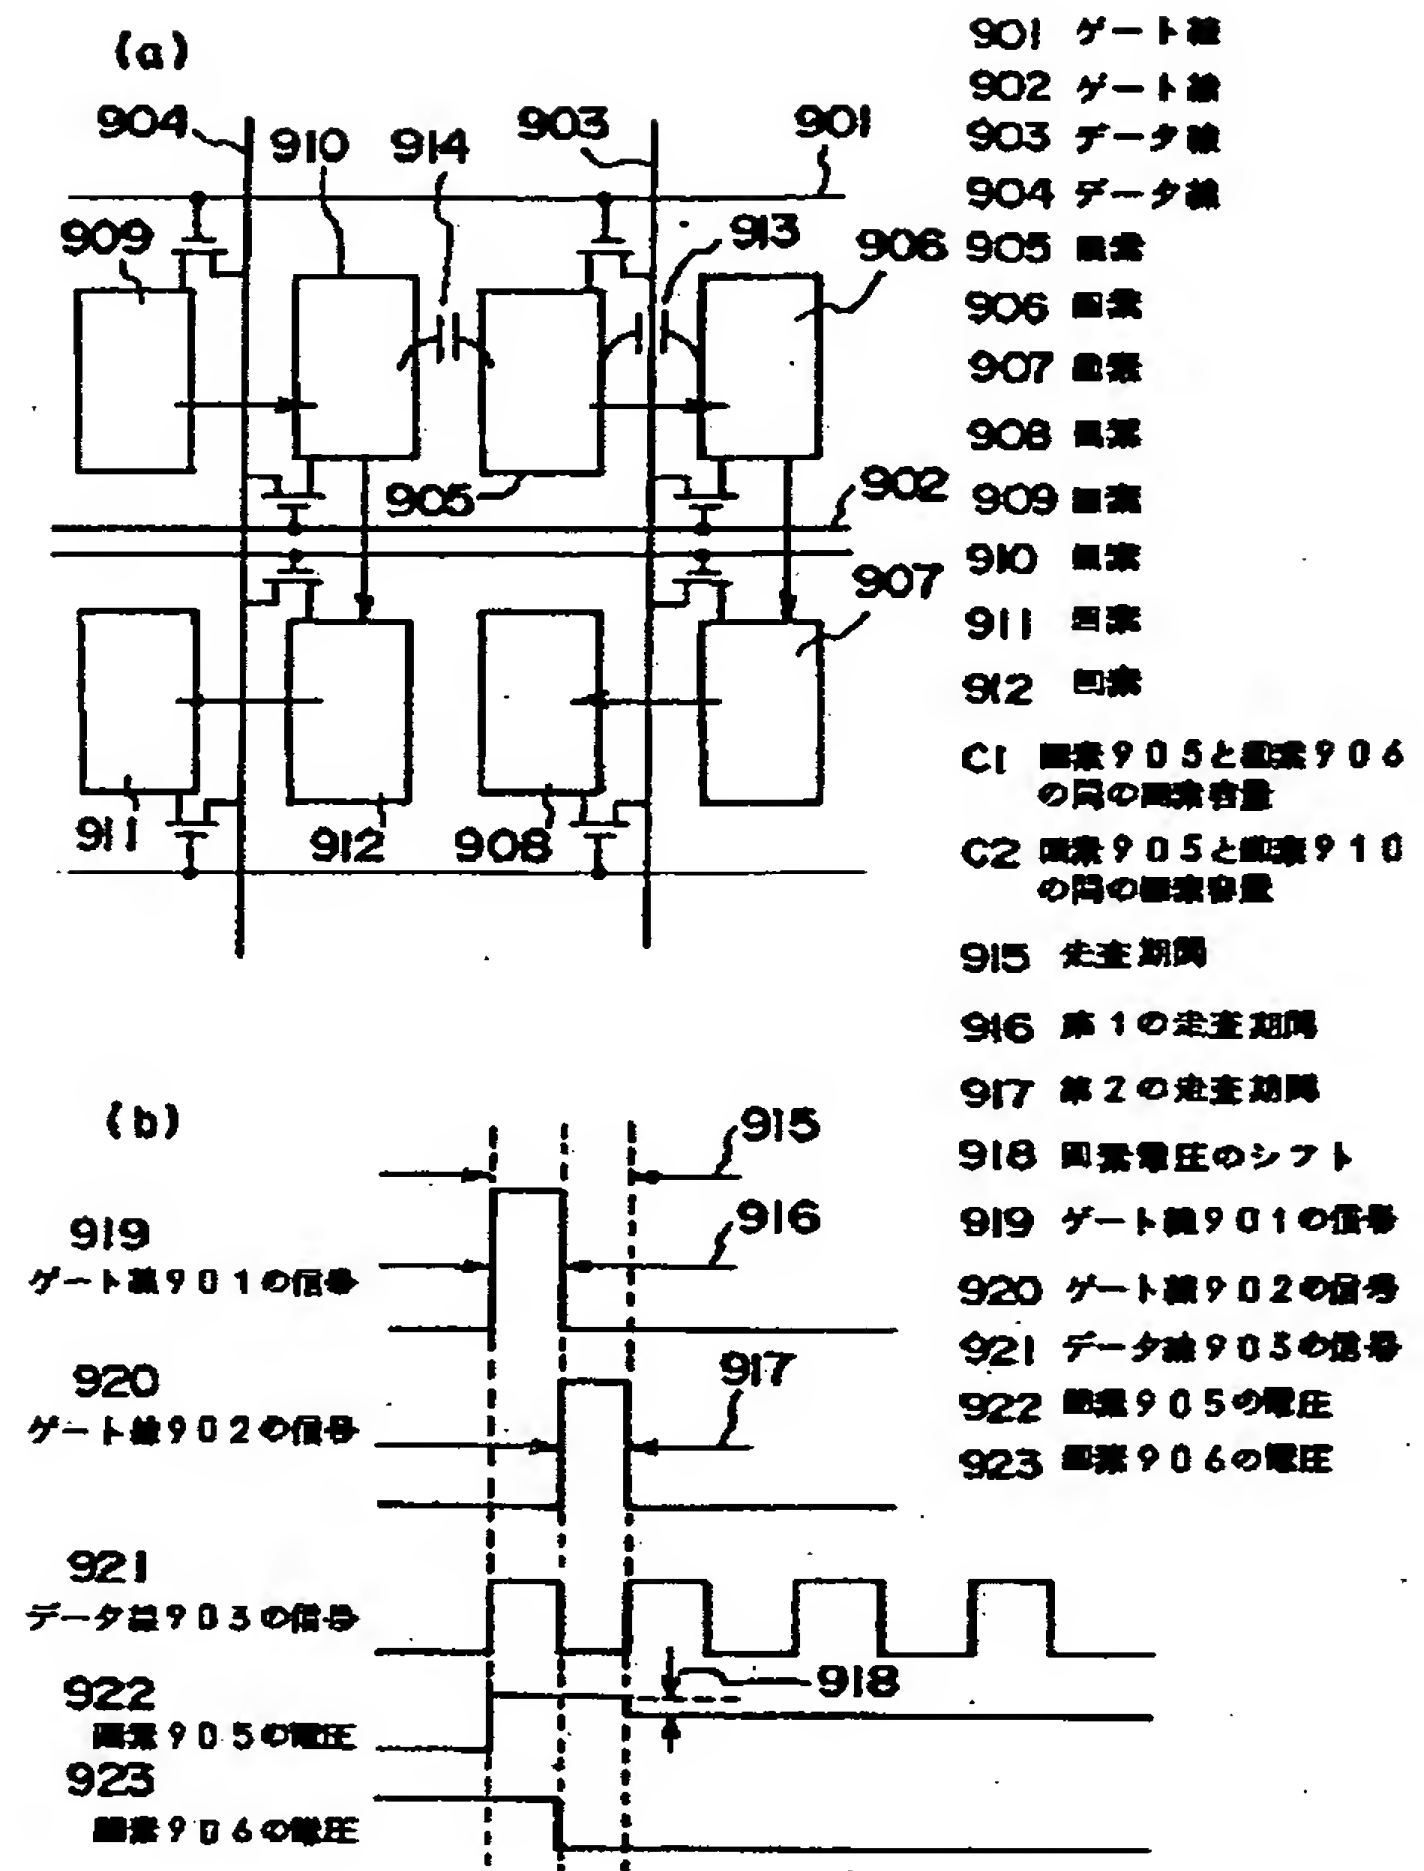 (a)
904
910
914
903
901
909
913
906
905
902
907
911
912
908
901 ゲート線
902 ゲート線
903 データ線
904 データ線
905 画素
906 画素
907 画素
908 画素
909 画素
910 画素
911 画素
912 画素
C1 画素905と画素906
の間の画素容量
C2 画素905と画素910
の間の画素容量
915 走査期間
916 第1の走査期間
917 第2の走査期間
918 画素電圧のシフト
919 ゲート線901の信号
920 ゲート線902の信号
921 データ線903の信号
922 画素905の電圧
923 画素906の電圧
(b)
915
916
919
ゲート線901の信号
917
920
ゲート線902の信号
921
データ線903の信号
918
922
画素905の電圧
923
画素906の電圧